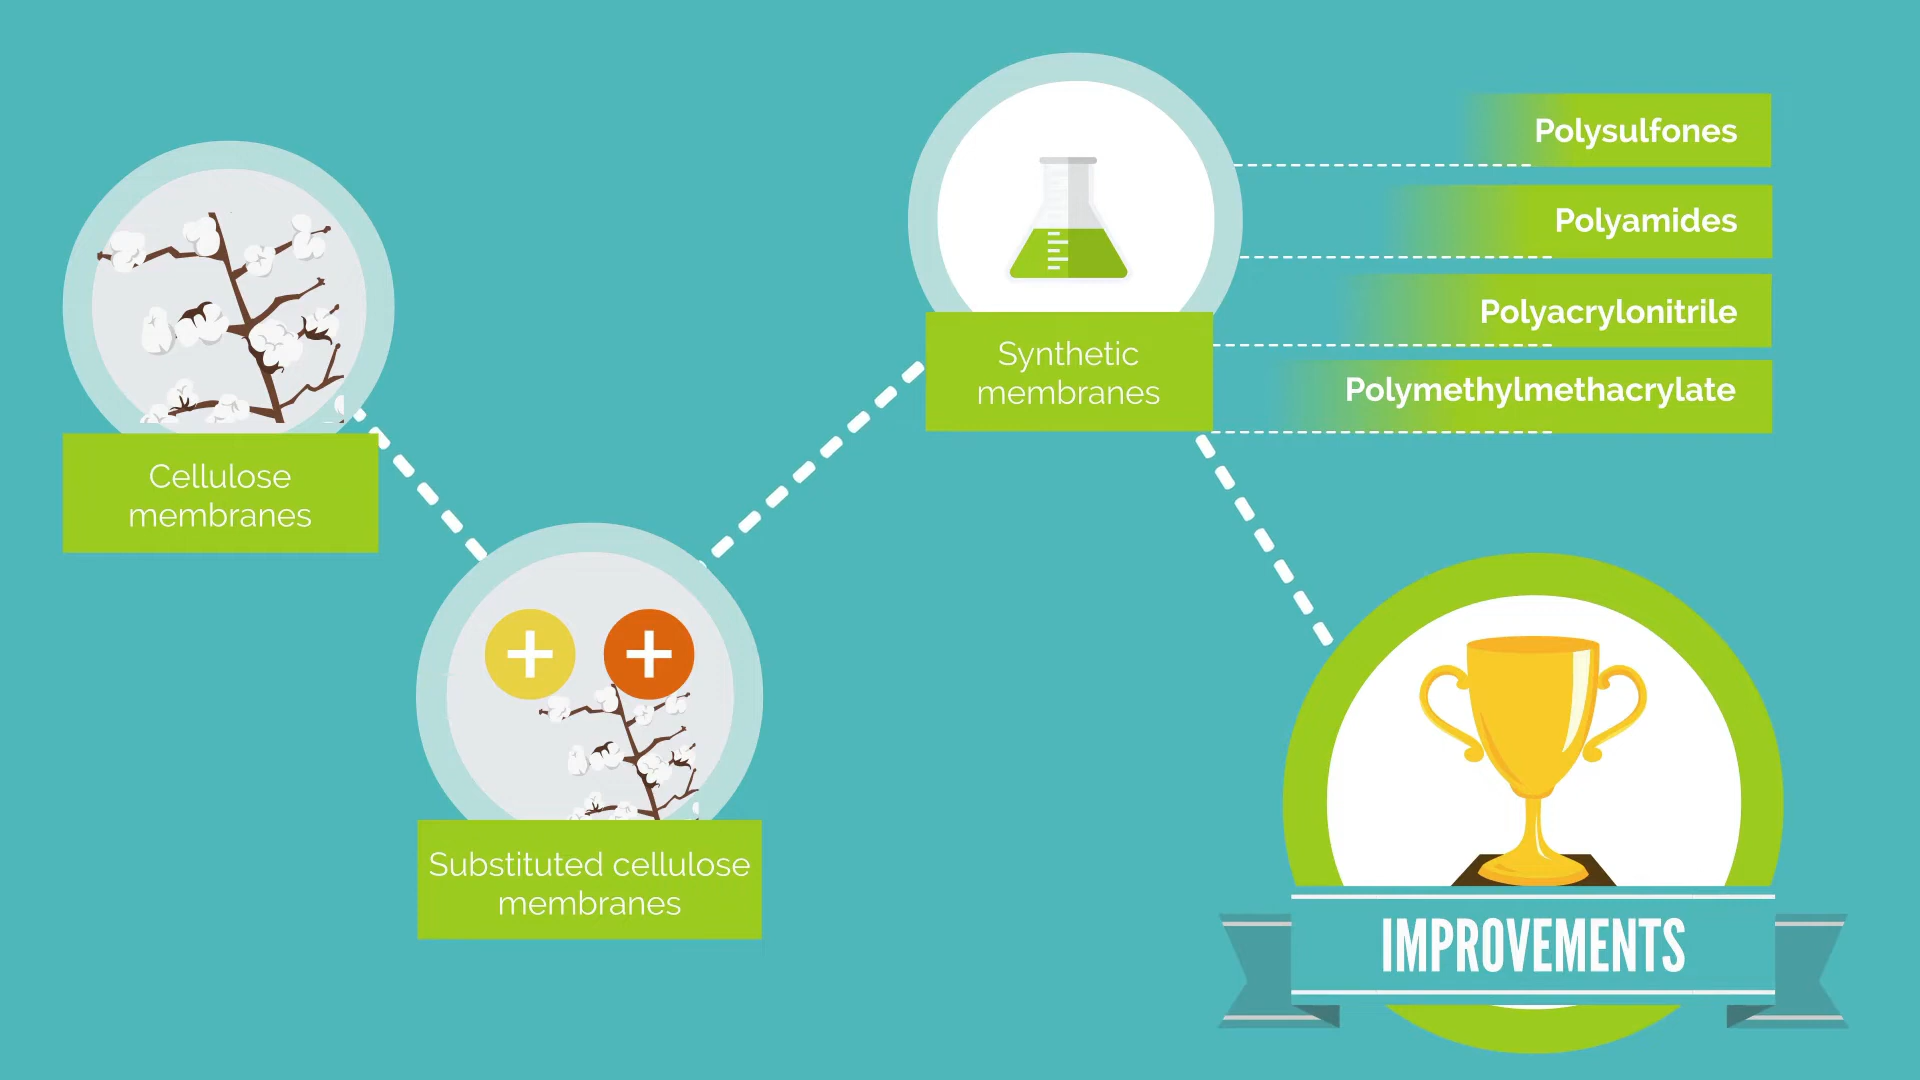 Cellulose
membranes
Substituted cellulose
membranes
Synthetic
membranes
Polysulfones
Polyamides
Polyacrylonitrile
Polymethylmethacrylate
IMPROVEMENTS